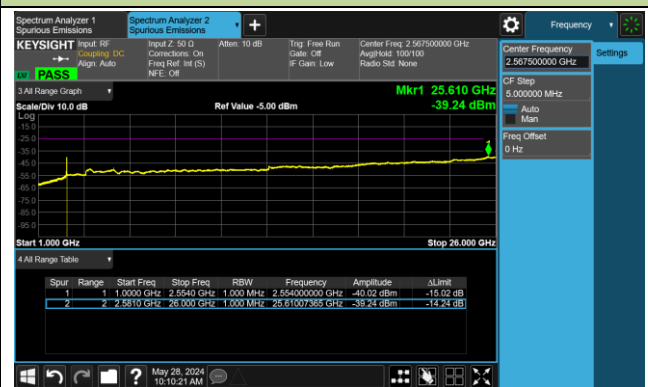 Spectrum Analyzer 1
Spurious Emissions
Spectrum Analyzer 2
Spurious Emissions
Frequency
KEYSIGHT
Input: RF
Coupling: DC
Align: Auto
Input Z: 50 Ω
Corrections: On
Freq Ref: Int (S)
NFE: Off
Atten: 10 dB
Trig: Free Run
Gate: Off
IF Gain: Low
Center Freq: 2.567500000 GHz
Avg|Hold: 100/100
Radio Std: None
PASS
3 All Range Graph
Mkr1 25.610 GHz
Scale/Div 10.0 dB
Ref Value -5.00 dBm
-39.24 dBm
Log
-15.0
-25.0
-35.0
-45.0
-55.0
-65.0
-75.0
-85.0
-95.0
1
Start 1.000 GHz
Stop 26.000 GHz
4 All Range Table
Spur Range Start Freq Stop Freq RBW Frequency Amplitude ΔLimit
1 1 1.0000 GHz 2.5540 GHz 1.000 MHz 2.554000000 GHz -40.02 dBm -15.02 dB
2 2 2.5810 GHz 26.000 GHz 1.000 MHz 25.61007365 GHz -39.24 dBm -14.24 dB
Center Frequency
2.567500000 GHz
Settings
CF Step
5.000000 MHz
Auto
Man
Freq Offset
0 Hz
May 28, 2024
10:10:21 AM